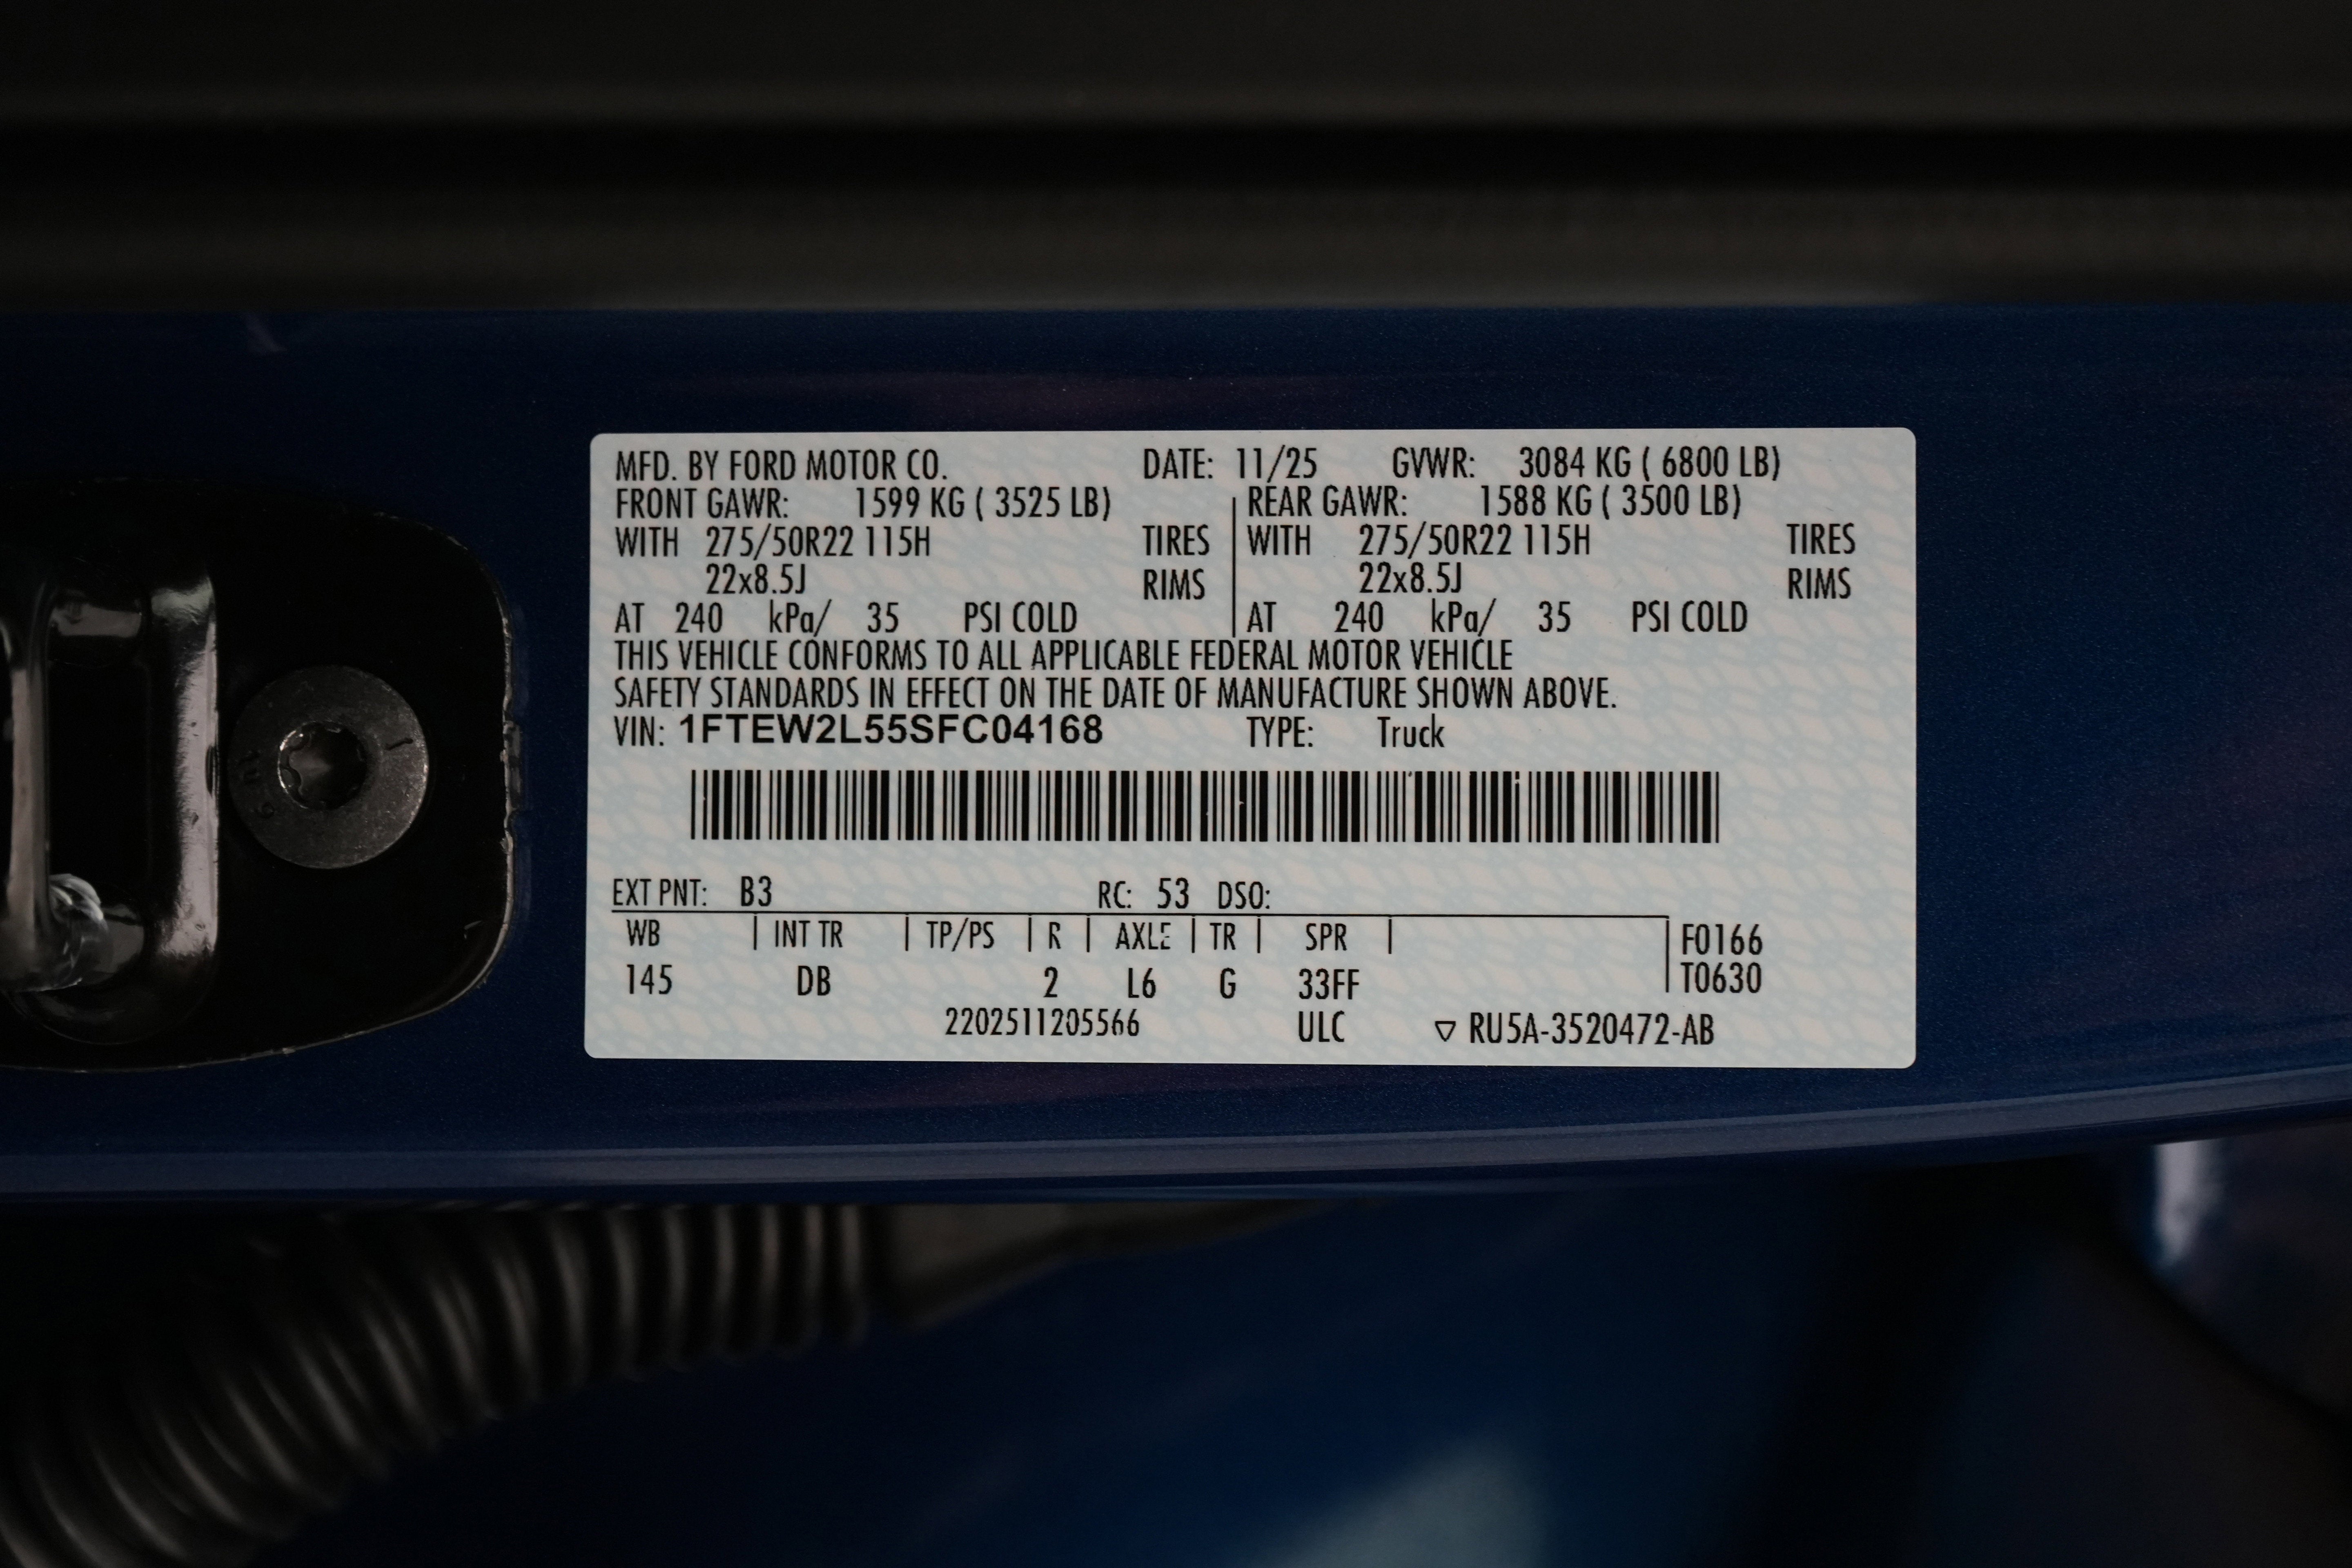 MFD. BY FORD MOTOR CO. DATE: 11/25 GVWR: 3084 KG ( 6800 LB)
FRONT GAWR: 1599 KG ( 3525 LB) REAR GAWR: 1588 KG ( 3500 LB)
WITH 275/50R22 115H TIRES WITH 275/50R22 115H TIRES
22x8.5J RIMS 22x8.5J RIMS
AT 240 kPa/ 35 PSI COLD AT 240 kPa/ 35 PSI COLD
THIS VEHICLE CONFORMS TO ALL APPLICABLE FEDERAL MOTOR VEHICLE
SAFETY STANDARDS IN EFFECT ON THE DATE OF MANUFACTURE SHOWN ABOVE.
VIN: 1FTEW2L55SFC04168 TYPE: Truck
EXT PNT: B3 RC: 53 DSO:
WB INT TR TP/PS R AXLE TR SPR F0166
145 DB 2 L6 G 33FF T0630
2202511205566 ULC ▽ RU5A-3520472-AB